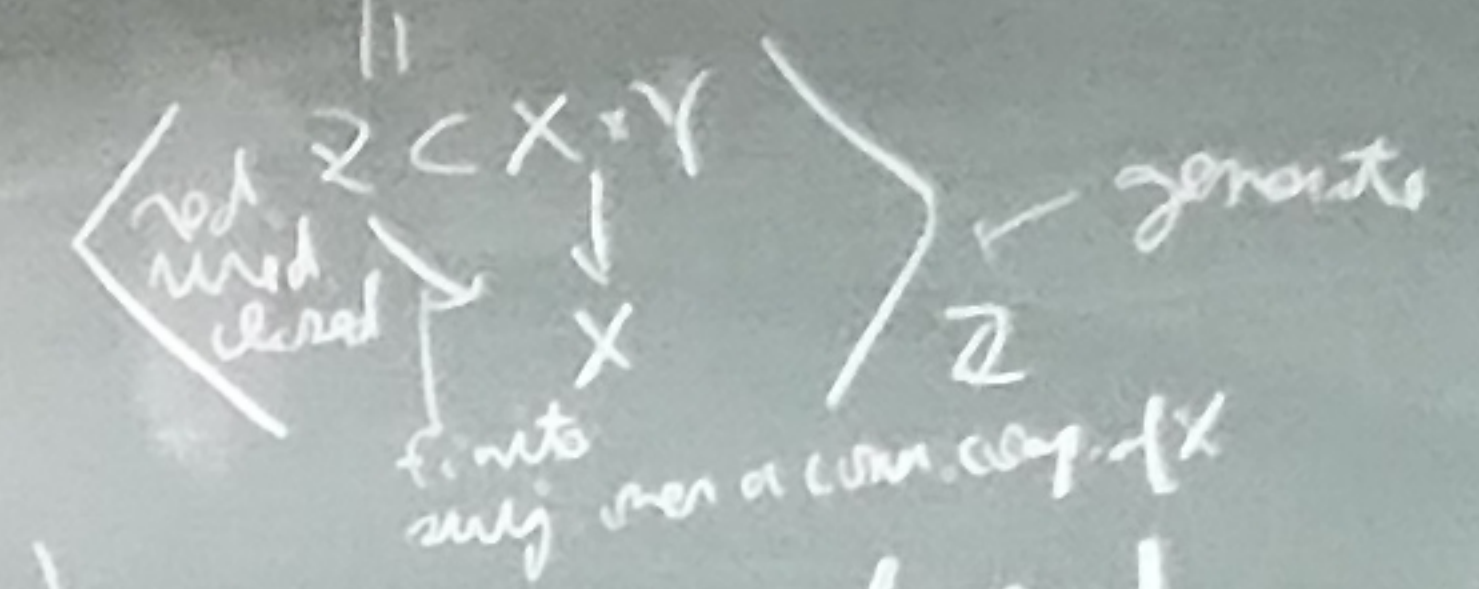 Z ⊂ X × Y
red.
irred.
closed
X
generate
ℤ
finite
surj. over a conn. comp. of X